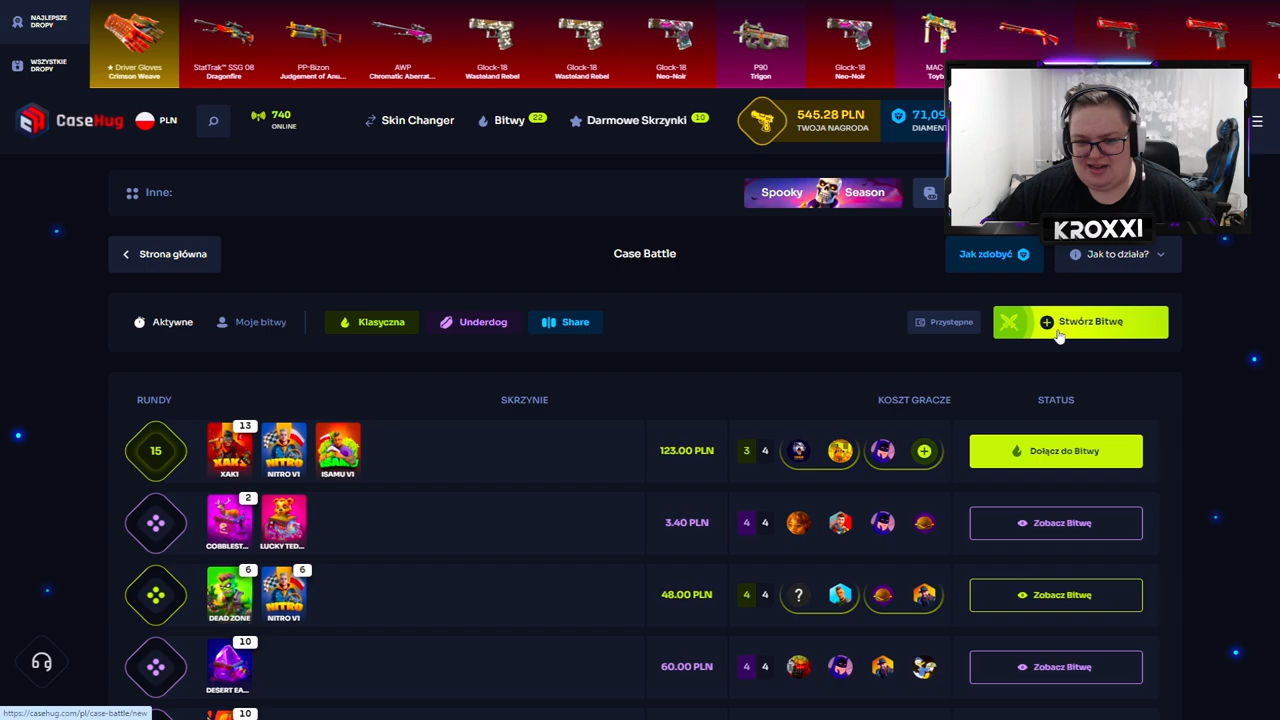 NAJLEPSZE
DROPY
WSZYSTKIE
DROPY
★ Driver Gloves
Crimson Weave
StatTrak™ SSG 08
Dragonfire
PP-Bizon
Judgement of Anu...
AWP
Chromatic Aberrat...
Glock-18
Wasteland Rebel
Glock-18
Wasteland Rebel
Glock-18
Neo-Noir
P90
Trigon
Glock-18
Neo-Noir
MAC
Toyb
CaseHug
PLN
740
ONLINE
Skin Changer
Bitwy 22
Darmowe Skrzynki 10
545.28 PLN
TWOJA NAGRODA
71,09
DIAMENT
KROXXI
Inne:
Spooky Season
Strona główna
Case Battle
Jak zdobyć
Jak to działa?
Aktywne
Moje bitwy
Klasyczna
Underdog
Share
Przystępne
Stwórz Bitwę
RUNDY SKRZYNIE KOSZT GRACZE STATUS
15
13
XAKI
NITRO V1
ISAMU V1
123.00 PLN
3 4
Dołącz do Bitwy
2
COBBLEST...
LUCKY TED...
3.40 PLN
4 4
Zobacz Bitwę
6
DEAD ZONE
6
NITRO V1
48.00 PLN
4 4
?
Zobacz Bitwę
10
DESERT EA...
60.00 PLN
4 4
Zobacz Bitwę
10
https://casehug.com/pl/case-battle/new